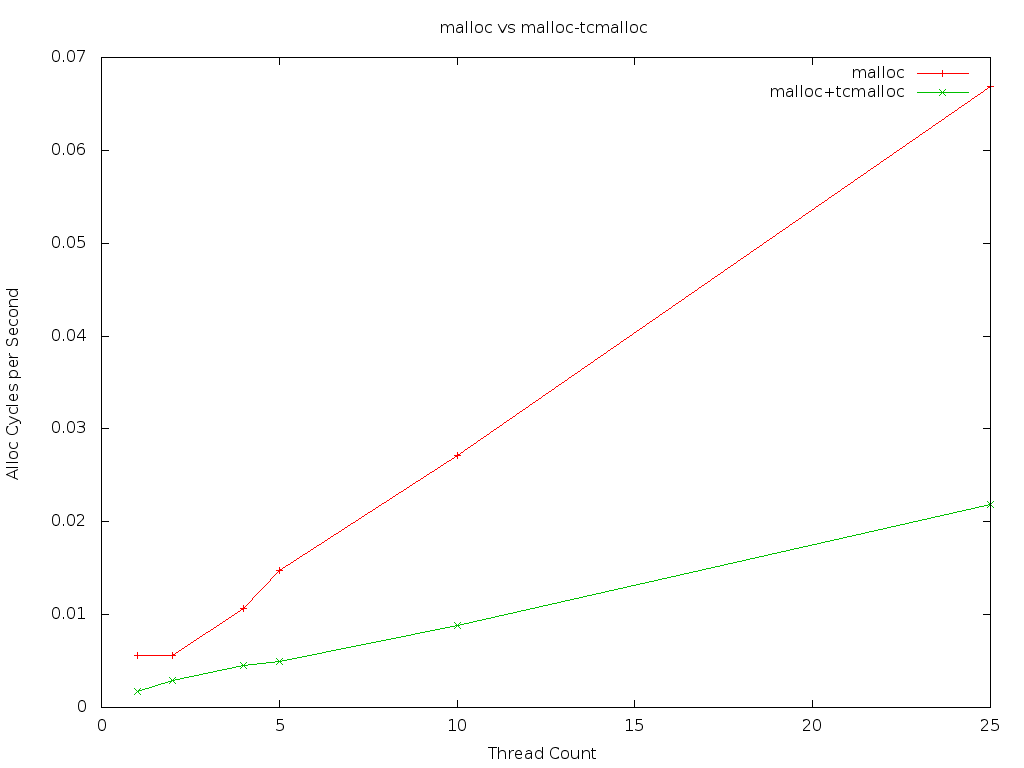 malloc vs malloc-tcmalloc
malloc
malloc+tcmalloc
0.07
0.06
0.05
0.04
0.03
0.02
0.01
0
Alloc Cycles per Second
0 5 10 15 20 25
Thread Count